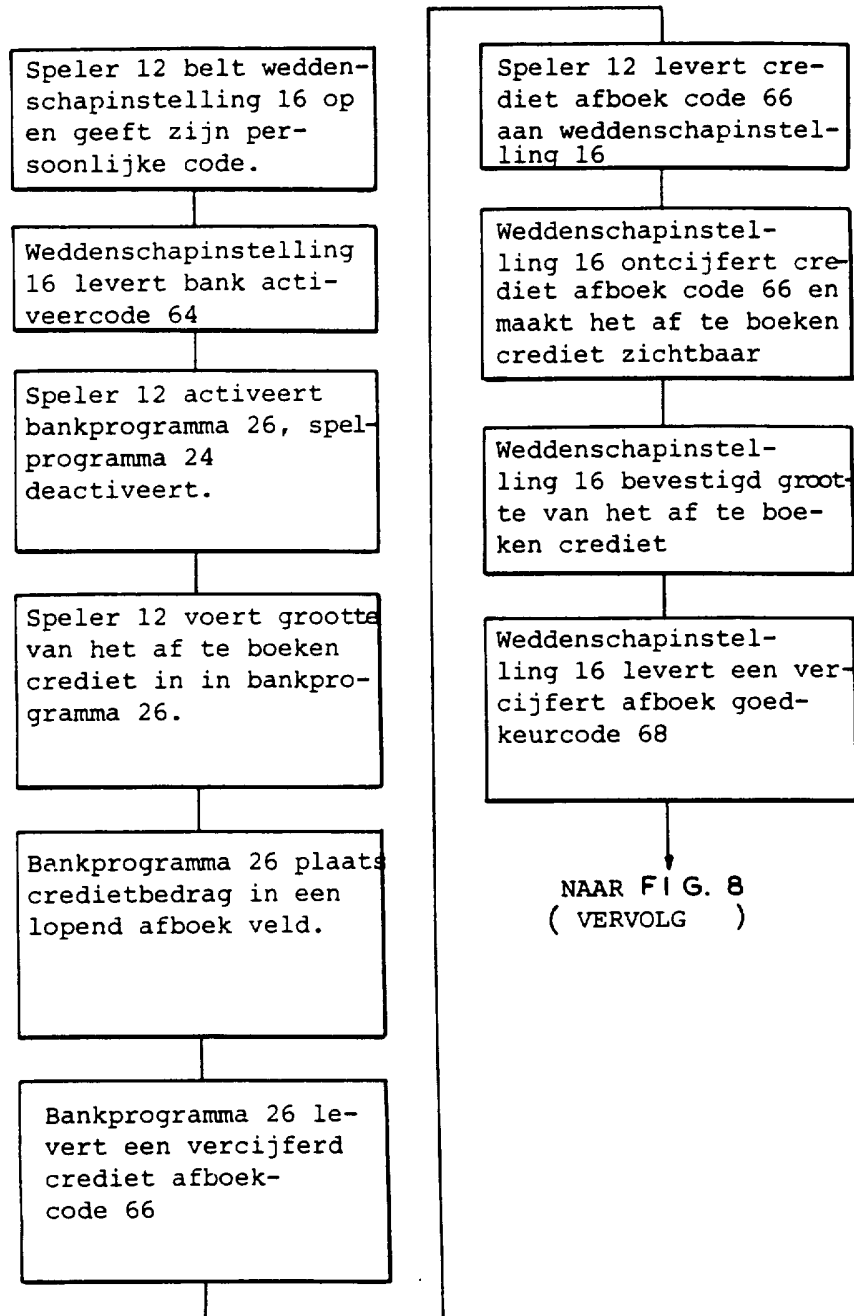 Speler 12 belt wedden-
schapinstelling 16 op
en geeft zijn per-
soonlijke code.
Weddenschapinstelling
16 levert bank acti-
veercode 64
Speler 12 activeert
bankprogramma 26, spel-
programma 24
deactiveert.
Speler 12 voert grootte
van het af te boeken
crediet in in bankpro-
gramma 26.
Bankprogramma 26 plaats
credietbedrag in een
lopend afboek veld.
Bankprogramma 26 le-
vert een vercijferd
crediet afboek-
code 66
Speler 12 levert cre-
diet afboek code 66
aan weddenschapinstel-
ling 16
Weddenschapinstel-
ling 16 ontcijfert cre-
diet afboek code 66 en
maakt het af te boeken
crediet zichtbaar
Weddenschapinstel-
ling 16 bevestigd groot-
te van het af te boe-
ken crediet
Weddenschapinstel-
ling 16 levert een ver-
cijfert afboek goed-
keurcode 68
NAAR FIG. 8
( VERVOLG )